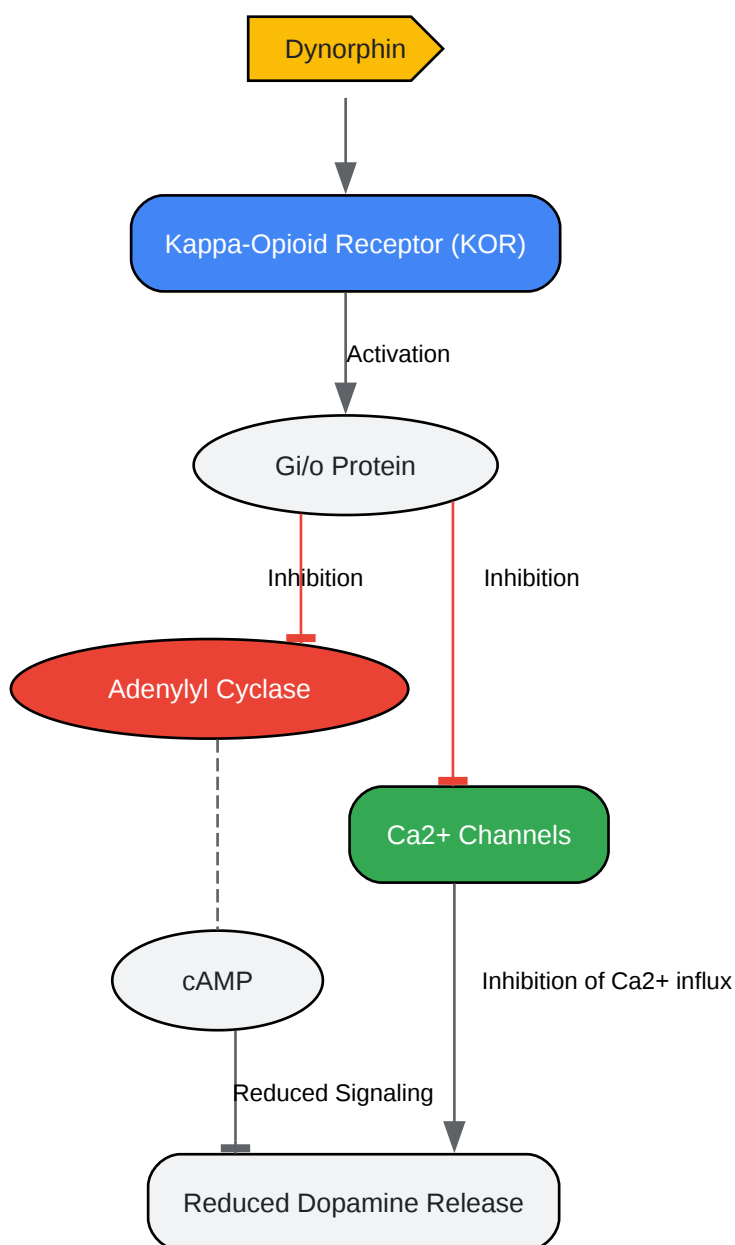 Dynorphin
Kappa-Opioid Receptor (KOR)
Activation
Gi/o Protein
Inhibition
Inhibition
Adenylyl Cyclase
Ca2+ Channels
cAMP
Inhibition of Ca2+ influx
Reduced Signaling
Reduced Dopamine Release